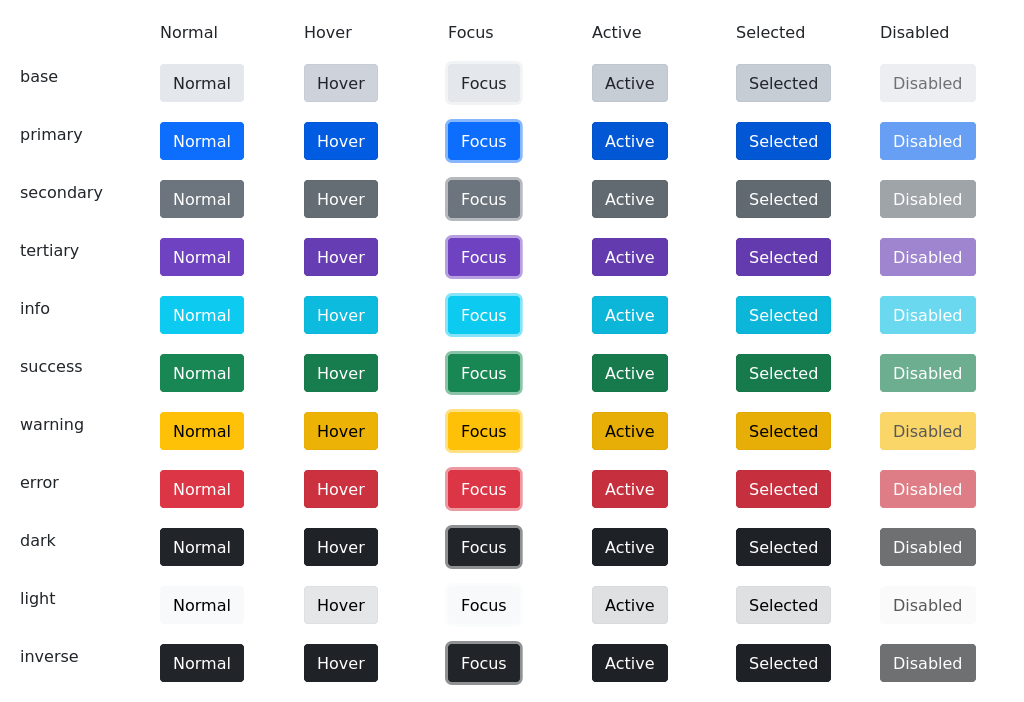 Normal Hover Focus Active Selected Disabled
base Normal Hover Focus Active Selected Disabled
primary Normal Hover Focus Active Selected Disabled
secondary Normal Hover Focus Active Selected Disabled
tertiary Normal Hover Focus Active Selected Disabled
info Normal Hover Focus Active Selected Disabled
success Normal Hover Focus Active Selected Disabled
warning Normal Hover Focus Active Selected Disabled
error Normal Hover Focus Active Selected Disabled
dark Normal Hover Focus Active Selected Disabled
light Normal Hover Focus Active Selected Disabled
inverse Normal Hover Focus Active Selected Disabled